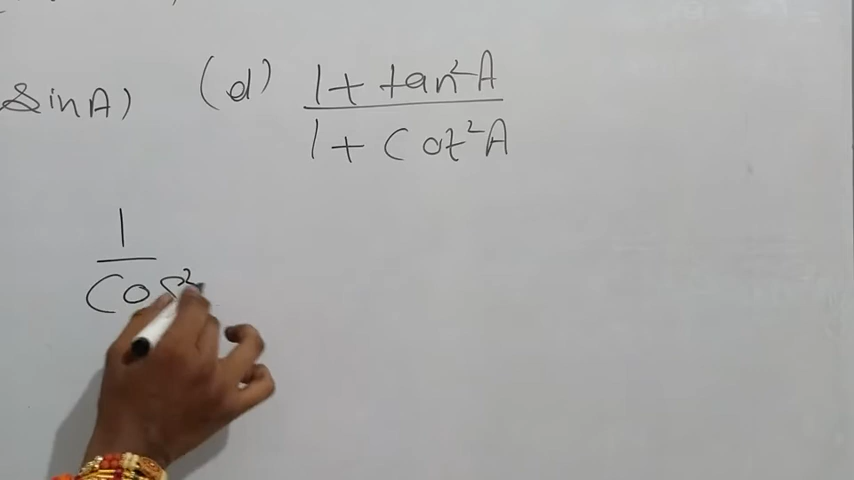 sinA) (d) 1 + tan²A
1 + Cot²A
1
Cos²